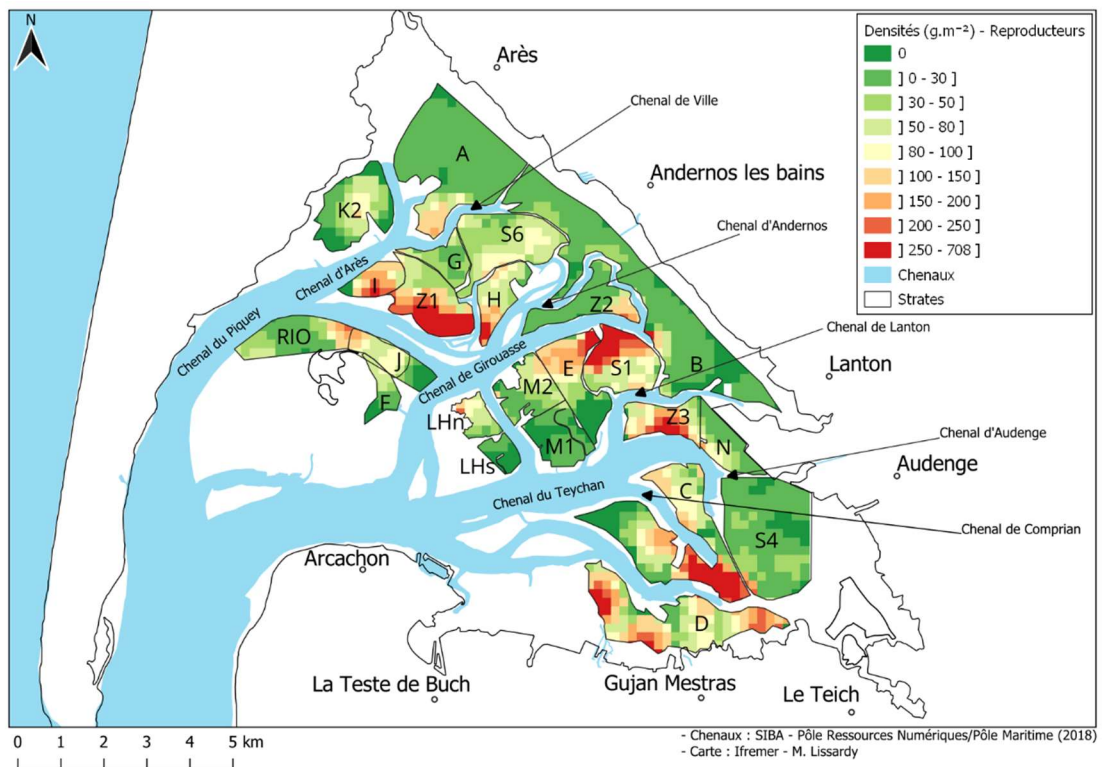 N
Arès
Chenal de Ville
Andernos les bains
Chenal d'Andernos
Densités (g.m⁻²) - Reproducteurs
0
] 0 - 30 ]
] 30 - 50 ]
] 50 - 80 ]
] 80 - 100 ]
] 100 - 150 ]
] 150 - 200 ]
] 200 - 250 ]
] 250 - 708 ]
Chenaux
Strates
A
K2
S6
G
Chenal d'Arès
I
Z1
H
Z2
Chenal du Piquey
RIO
J
Chenal de Girouasse
Chenal de Lanton
E
S1
B
Lanton
M2
F
LHn
Z3
M1
N
LHs
Chenal d'Audenge
Audenge
C
Chenal du Teychan
Chenal de Comprian
S4
Arcachon
D
La Teste de Buch
Gujan Mestras
Le Teich
0 1 2 3 4 5 km
- Chenaux : SIBA - Pôle Ressources Numériques/Pôle Maritime (2018)
- Carte : Ifremer - M. Lissardy